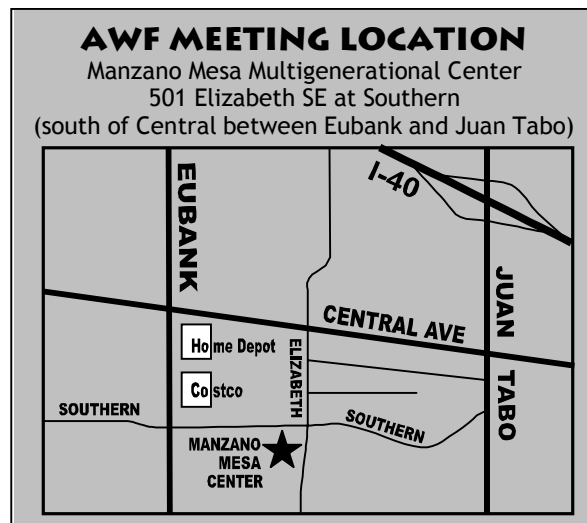 AWF MEETING LOCATION
Manzano Mesa Multigenerational Center
501 Elizabeth SE at Southern
(south of Central between Eubank and Juan Tabo)
I-40
EUBANK
JUAN
CENTRAL AVE
Home Depot
ELIZABETH
Costco
TABO
SOUTHERN
SOUTHERN
MANZANO
MESA
CENTER